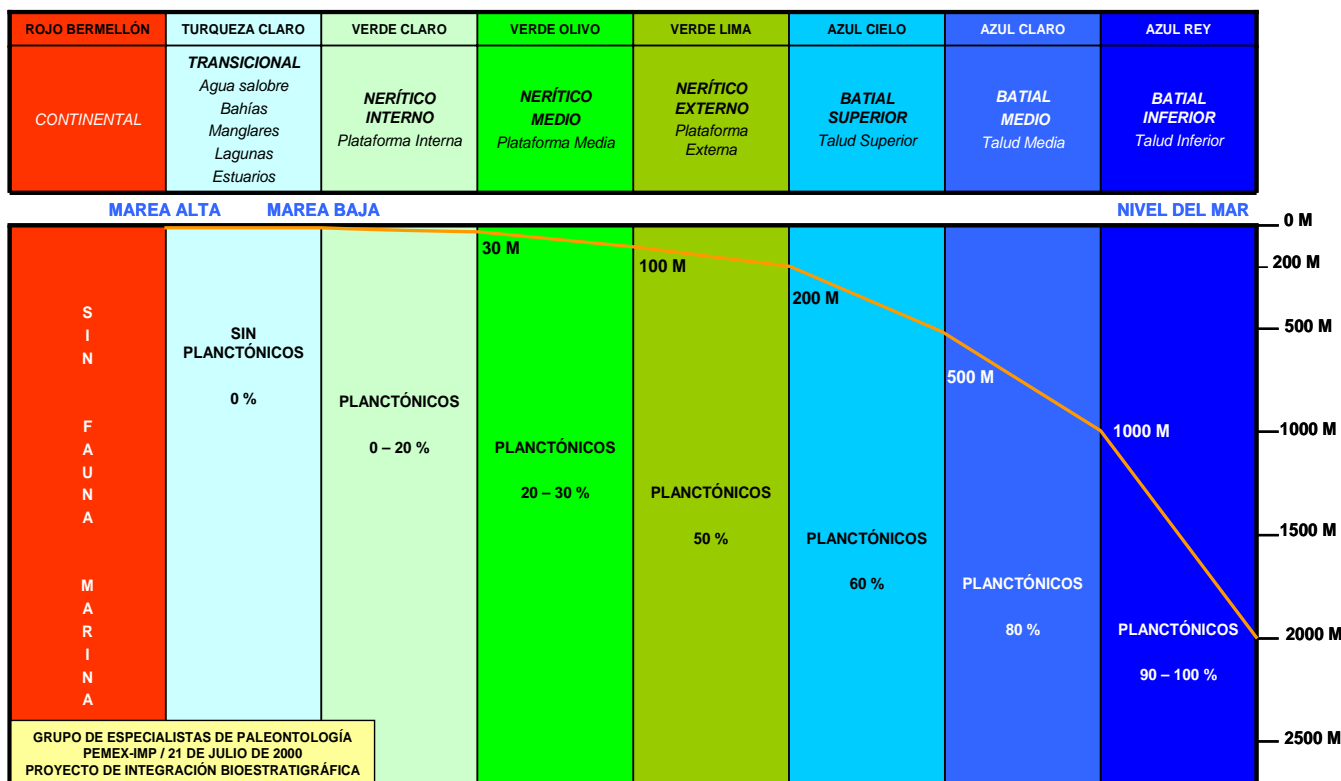 ROJO BERMELLÓN
TURQUEZA CLARO
VERDE CLARO
VERDE OLIVO
VERDE LIMA
AZUL CIELO
AZUL CLARO
AZUL REY
CONTINENTAL
TRANSICIONAL
Agua salobre
Bahías
Manglares
Lagunas
Estuarios
NERÍTICO
INTERNO
Plataforma Interna
NERÍTICO
MEDIO
Plataforma Media
NERÍTICO
EXTERNO
Plataforma
Externa
BATIAL
SUPERIOR
Talud Superior
BATIAL
MEDIO
Talud Media
BATIAL
INFERIOR
Talud Inferior
MAREA ALTA
MAREA BAJA
NIVEL DEL MAR
0 M
200 M
500 M
1000 M
1500 M
2000 M
2500 M
30 M
100 M
200 M
500 M
1000 M
S
I
N
F
A
U
N
A
M
A
R
I
N
A
SIN
PLANCTÓNICOS
0 %
PLANCTÓNICOS
0 – 20 %
PLANCTÓNICOS
20 – 30 %
PLANCTÓNICOS
50 %
PLANCTÓNICOS
60 %
PLANCTÓNICOS
80 %
PLANCTÓNICOS
90 – 100 %
GRUPO DE ESPECIALISTAS DE PALEONTOLOGÍA
PEMEX-IMP / 21 DE JULIO DE 2000
PROYECTO DE INTEGRACIÓN BIOESTRATIGRÁFICA